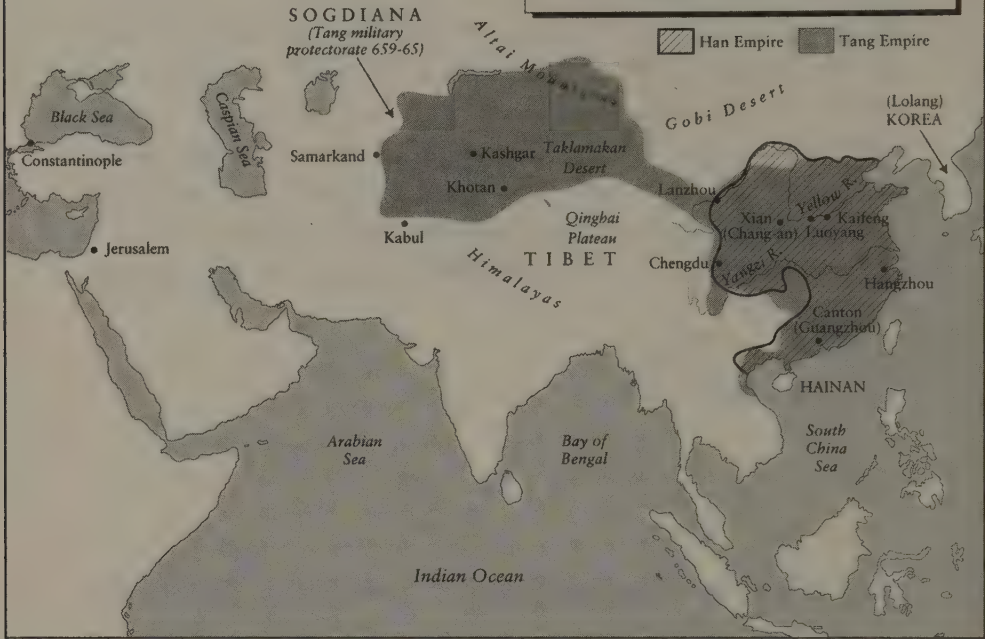 SOGDIANA
(Tang military
protectorate 659-65)
Han Empire
Tang Empire
Altai Mountains
Gobi Desert
(Lolang)
KOREA
Black Sea
Caspian Sea
Constantinople
Samarkand
Kashgar
Taklamakan
Desert
Khotan
Lanzhou
Yellow R.
Xian
(Chang-an)
Kaifeng
Luoyang
Jerusalem
Kabul
Qinghai
Plateau
TIBET
Himalayas
Chengdu
Yangzi R.
Hangzhou
Canton
(Guangzhou)
HAINAN
Arabian
Sea
Bay of
Bengal
South
China
Sea
Indian Ocean